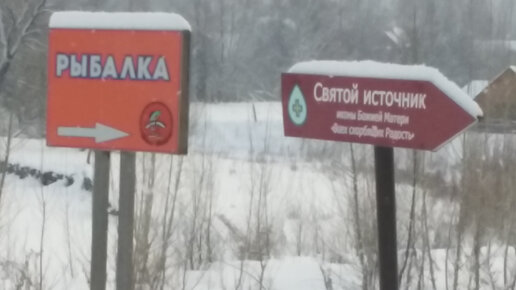 РЫБАЛКА
Святой источник
иконы Божией Матери
«Всех скорбящих Радость»